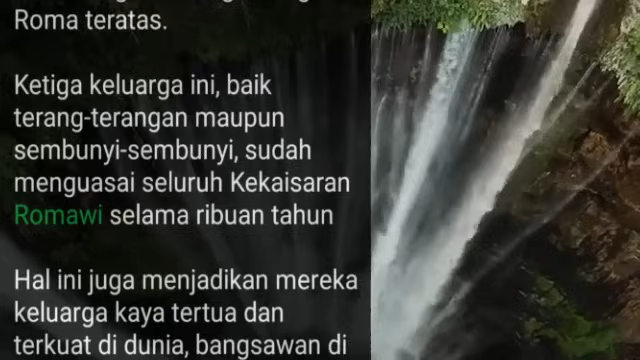 Roma teratas.
Ketiga keluarga ini, baik
terang-terangan maupun
sembunyi-sembunyi, sudah
menguasai seluruh Kekaisaran
Romawi selama ribuan tahun
Hal ini juga menjadikan mereka
keluarga kaya tertua dan
terkuat di dunia, bangsawan di